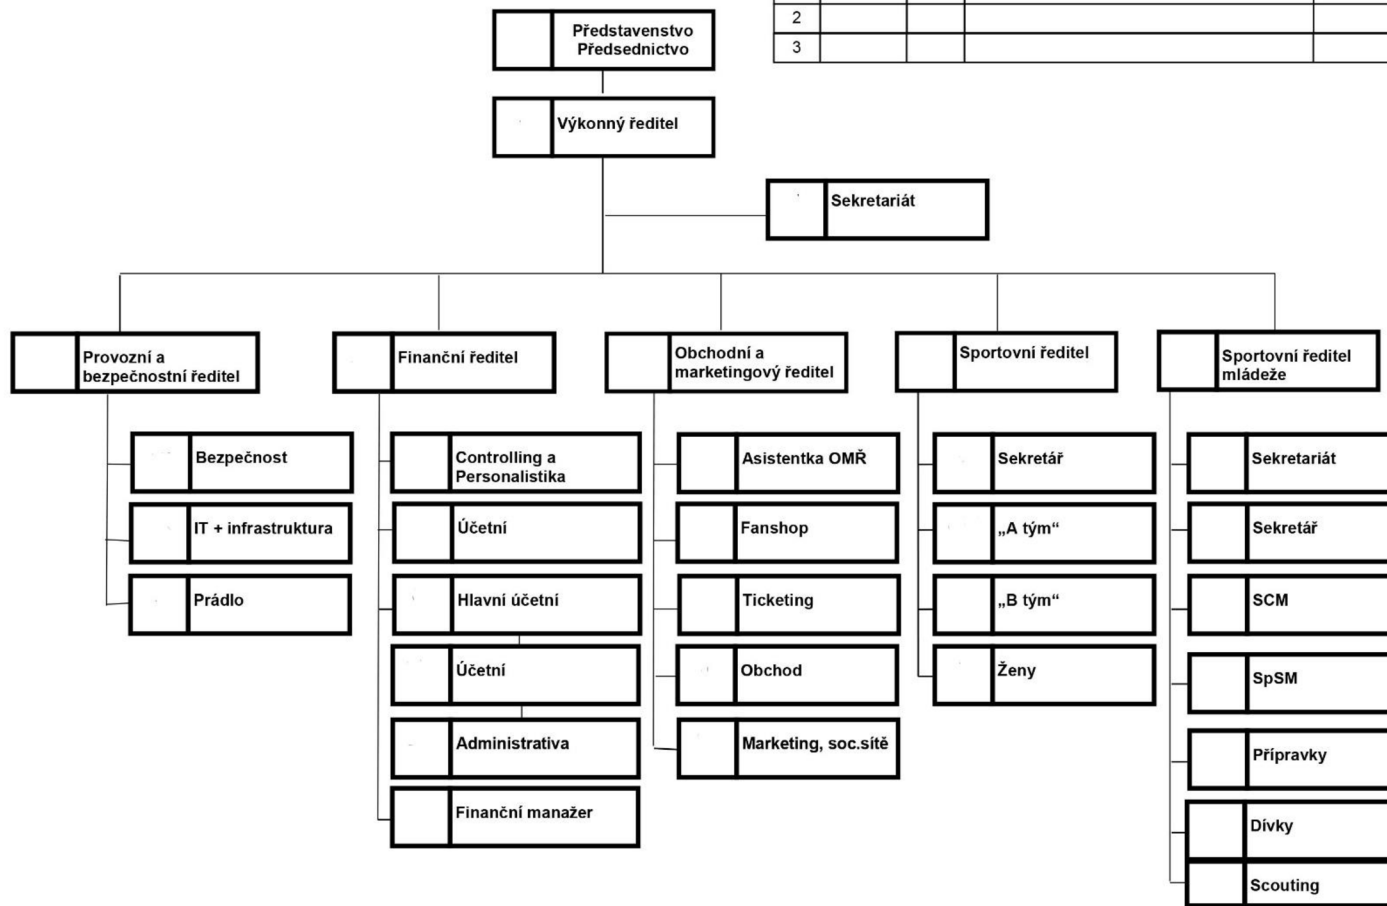 2
3
Představenstvo
Předsednictvo
Výkonný ředitel
Sekretariát
Provozní a
bezpečnostní ředitel
Finanční ředitel
Obchodní a
marketingový ředitel
Sportovní ředitel
Sportovní ředitel
mládeže
Bezpečnost
IT + infrastruktura
Prádlo
Controlling a
Personalistika
Účetní
Hlavní účetní
Účetní
Administrativa
Finanční manažer
Asistentka OMŘ
Fanshop
Ticketing
Obchod
Marketing, soc.sítě
Sekretář
„A tým“
„B tým“
Ženy
Sekretariát
Sekretář
SCM
SpSM
Přípravky
Dívky
Scouting